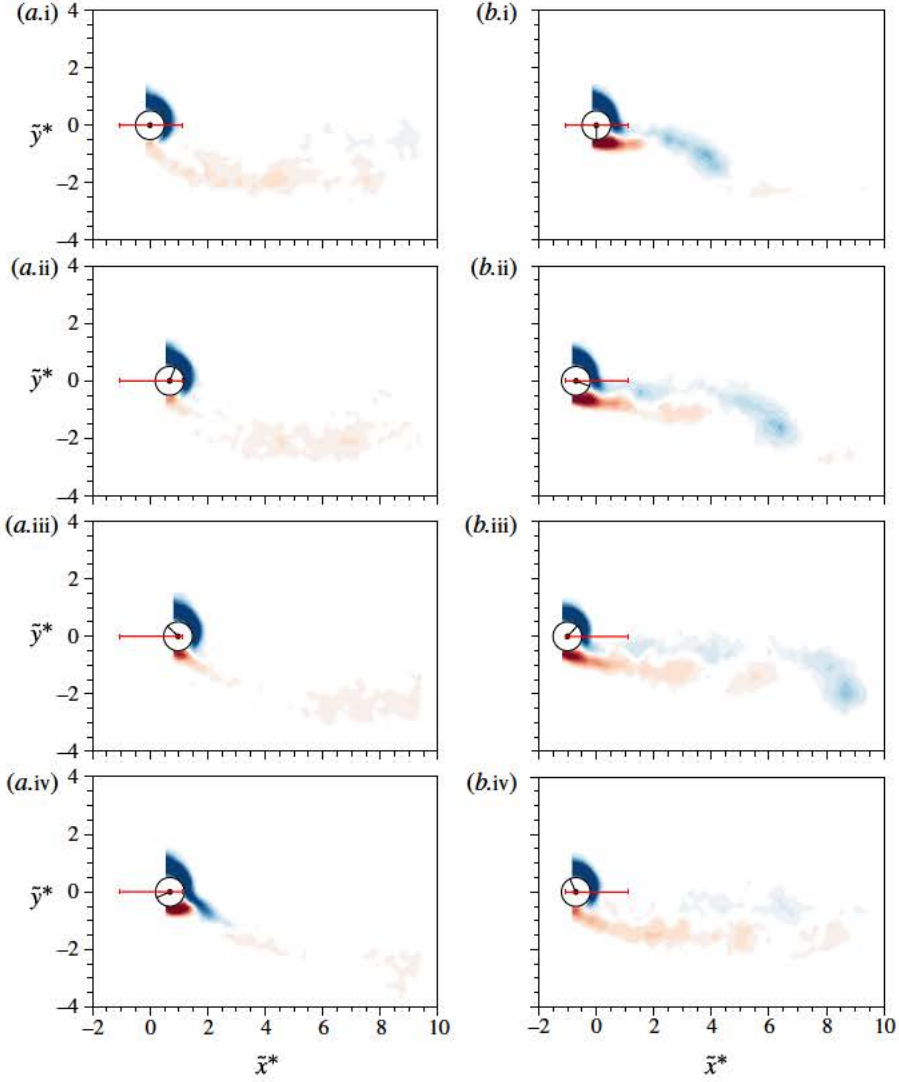 (a.i) (b.i)
4
2
ỹ* 0
–2
–4
(a.ii) (b.ii)
4
2
ỹ* 0
–2
–4
(a.iii) (b.iii)
4
2
ỹ* 0
–2
–4
(a.iv) (b.iv)
4
2
ỹ* 0
–2
–4
–2 0 2 4 6 8 10 –2 0 2 4 6 8 10
x̃* x̃*